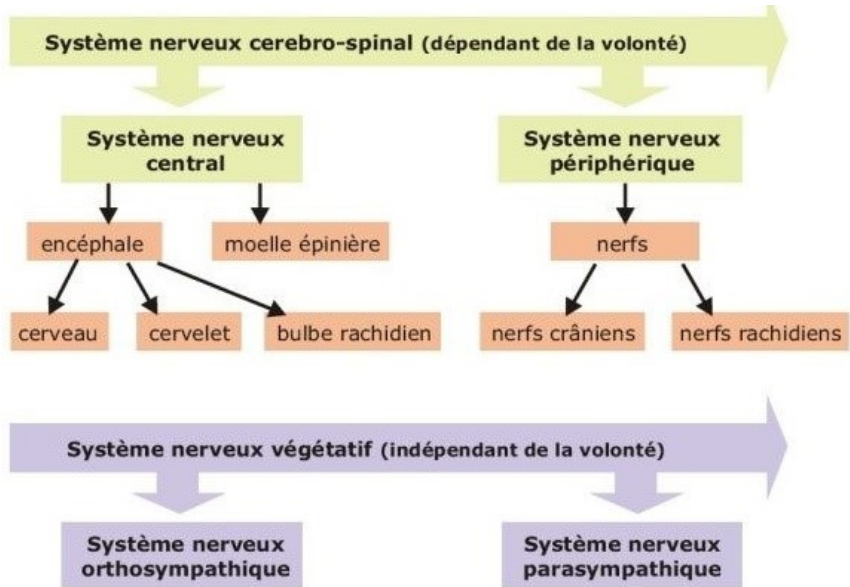 Système nerveux cerebro-spinal (dépendant de la volonté)
Système nerveux
central
Système nerveux
périphérique
encéphale
moelle épinière
nerfs
cerveau
cervelet
bulbe rachidien
nerfs crâniens
nerfs rachidiens
Système nerveux végétatif (indépendant de la volonté)
Système nerveux
orthosympathique
Système nerveux
parasympathique